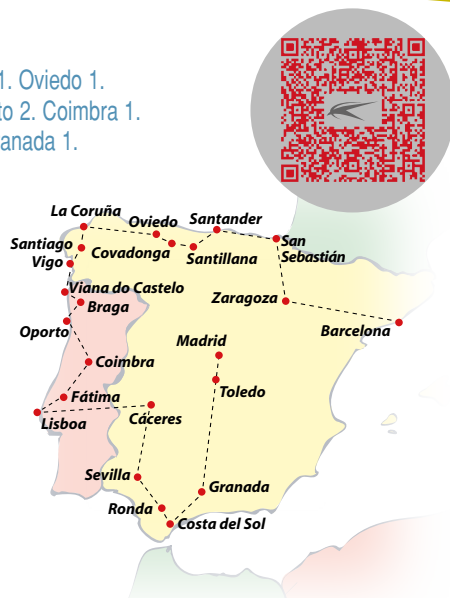 1. Oviedo 1.
to 2. Coimbra 1.
anada 1.
La Coruña
Oviedo
Santander
Santiago
Covadonga
Santillana
San
Sebastián
Vigo
Viana do Castelo
Braga
Zaragoza
Oporto
Barcelona
Madrid
Coimbra
Toledo
Fátima
Lisboa
Cáceres
Sevilla
Granada
Ronda
Costa del Sol